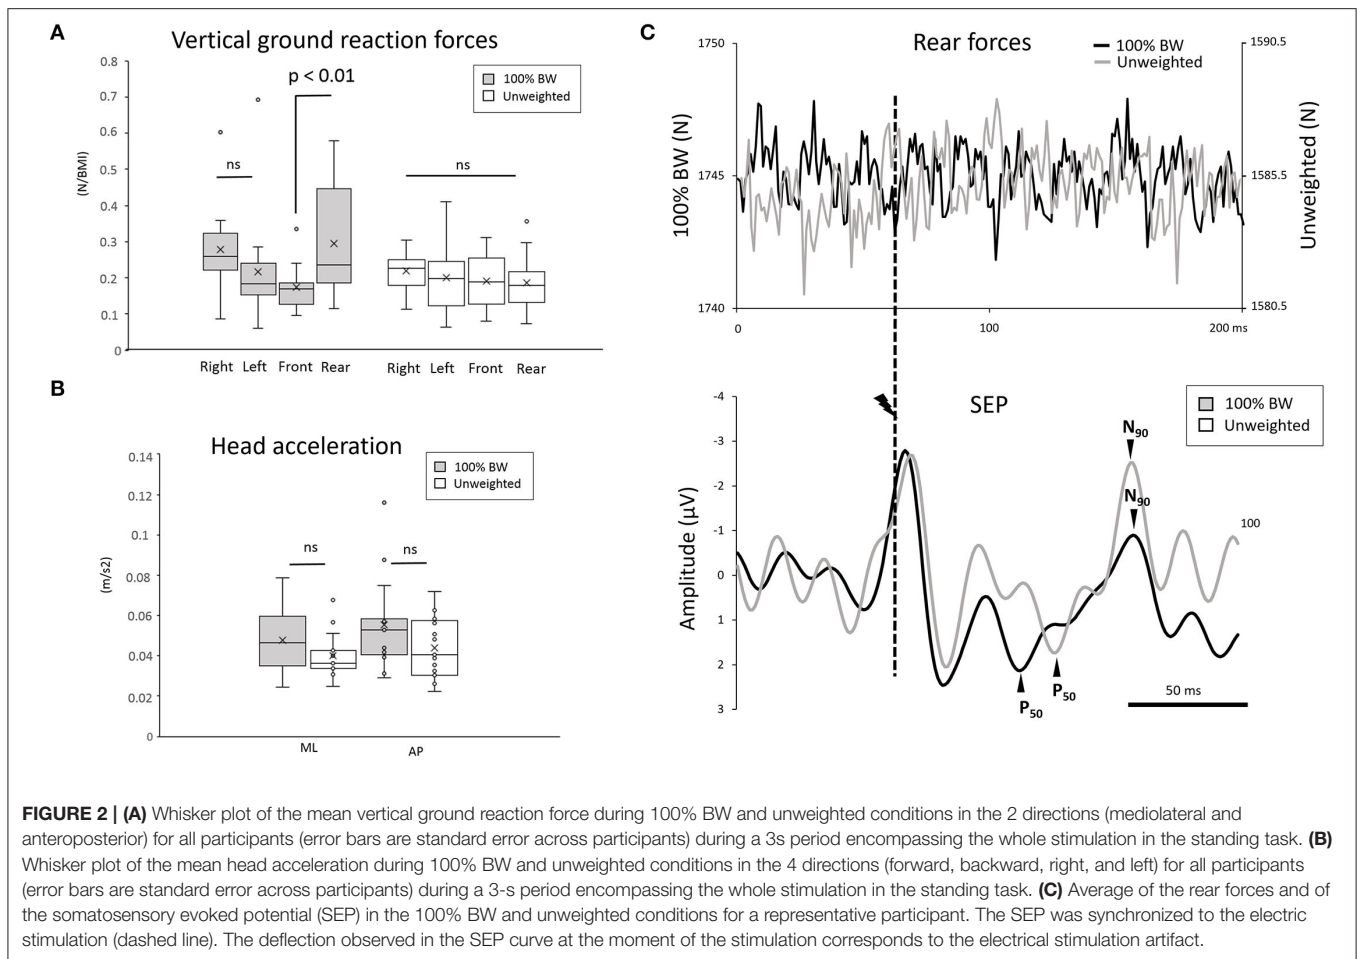 A
Vertical ground reaction forces
0.8
0.7
0.6
0.5
0.4
0.3
0.2
0.1
0
(N/BMI)
p < 0.01
100% BW
Unweighted
ns
ns
Right Left Front Rear
Right Left Front Rear
B
Head acceleration
0.14
0.12
0.1
0.08
0.06
0.04
0.02
0
(m/s2)
100% BW
Unweighted
ns
ns
ML
AP
C
Rear forces
100% BW
Unweighted
1750
1745
1740
100% BW (N)
1590.5
1585.5
1580.5
Unweighted (N)
0
100
200 ms
SEP
100% BW
Unweighted
-4
-3
-2
-1
0
1
2
3
Amplitude (µV)
N90
N90
100
P50
P50
50 ms
FIGURE 2 | (A) Whisker plot of the mean vertical ground reaction force during 100% BW and unweighted conditions in the 2 directions (mediolateral and
anteroposterior) for all participants (error bars are standard error across participants) during a 3s period encompassing the whole stimulation in the standing task. (B)
Whisker plot of the mean head acceleration during 100% BW and unweighted conditions in the 4 directions (forward, backward, right, and left) for all participants
(error bars are standard error across participants) during a 3-s period encompassing the whole stimulation in the standing task. (C) Average of the rear forces and of
the somatosensory evoked potential (SEP) in the 100% BW and unweighted conditions for a representative participant. The SEP was synchronized to the electric
stimulation (dashed line). The deflection observed in the SEP curve at the moment of the stimulation corresponds to the electrical stimulation artifact.